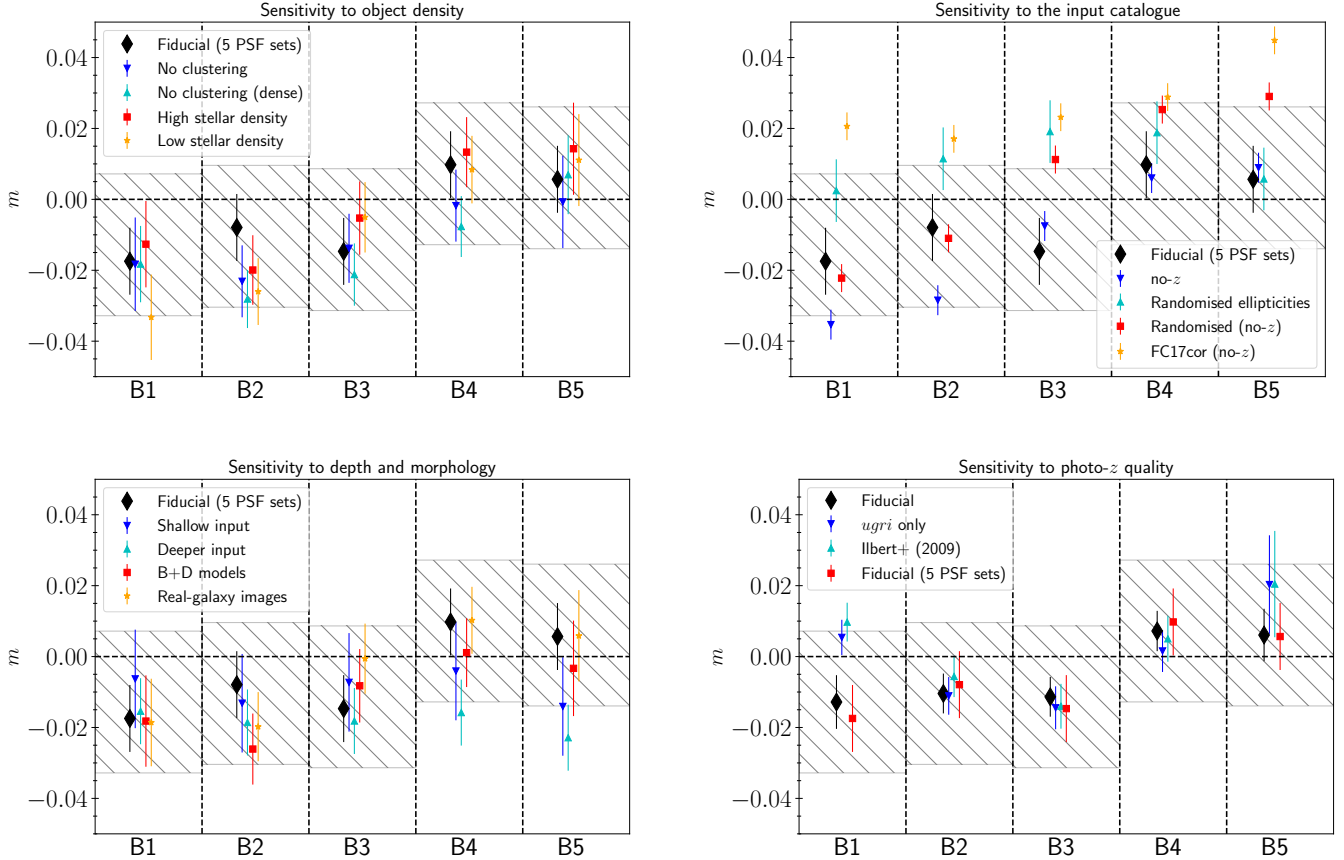 Sensitivity to object density
Fiducial (5 PSF sets)
No clustering
No clustering (dense)
High stellar density
Low stellar density
m
0.04
0.02
0.00
−0.02
−0.04
B1 B2 B3 B4 B5
Sensitivity to the input catalogue
Fiducial (5 PSF sets)
no-z
Randomised ellipticities
Randomised (no-z)
FC17cor (no-z)
m
0.04
0.02
0.00
−0.02
−0.04
B1 B2 B3 B4 B5
Sensitivity to depth and morphology
Fiducial (5 PSF sets)
Shallow input
Deeper input
B+D models
Real-galaxy images
m
0.04
0.02
0.00
−0.02
−0.04
B1 B2 B3 B4 B5
Sensitivity to photo-z quality
Fiducial
ugri only
Ilbert+ (2009)
Fiducial (5 PSF sets)
m
0.04
0.02
0.00
−0.02
−0.04
B1 B2 B3 B4 B5